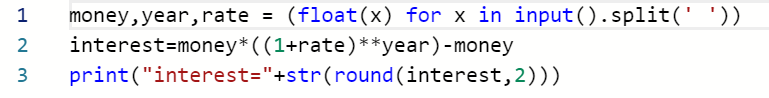 1 money,year,rate = (float(x) for x in input().split(' '))
2 interest=money*((1+rate)**year)-money
3 print("interest="+str(round(interest,2)))